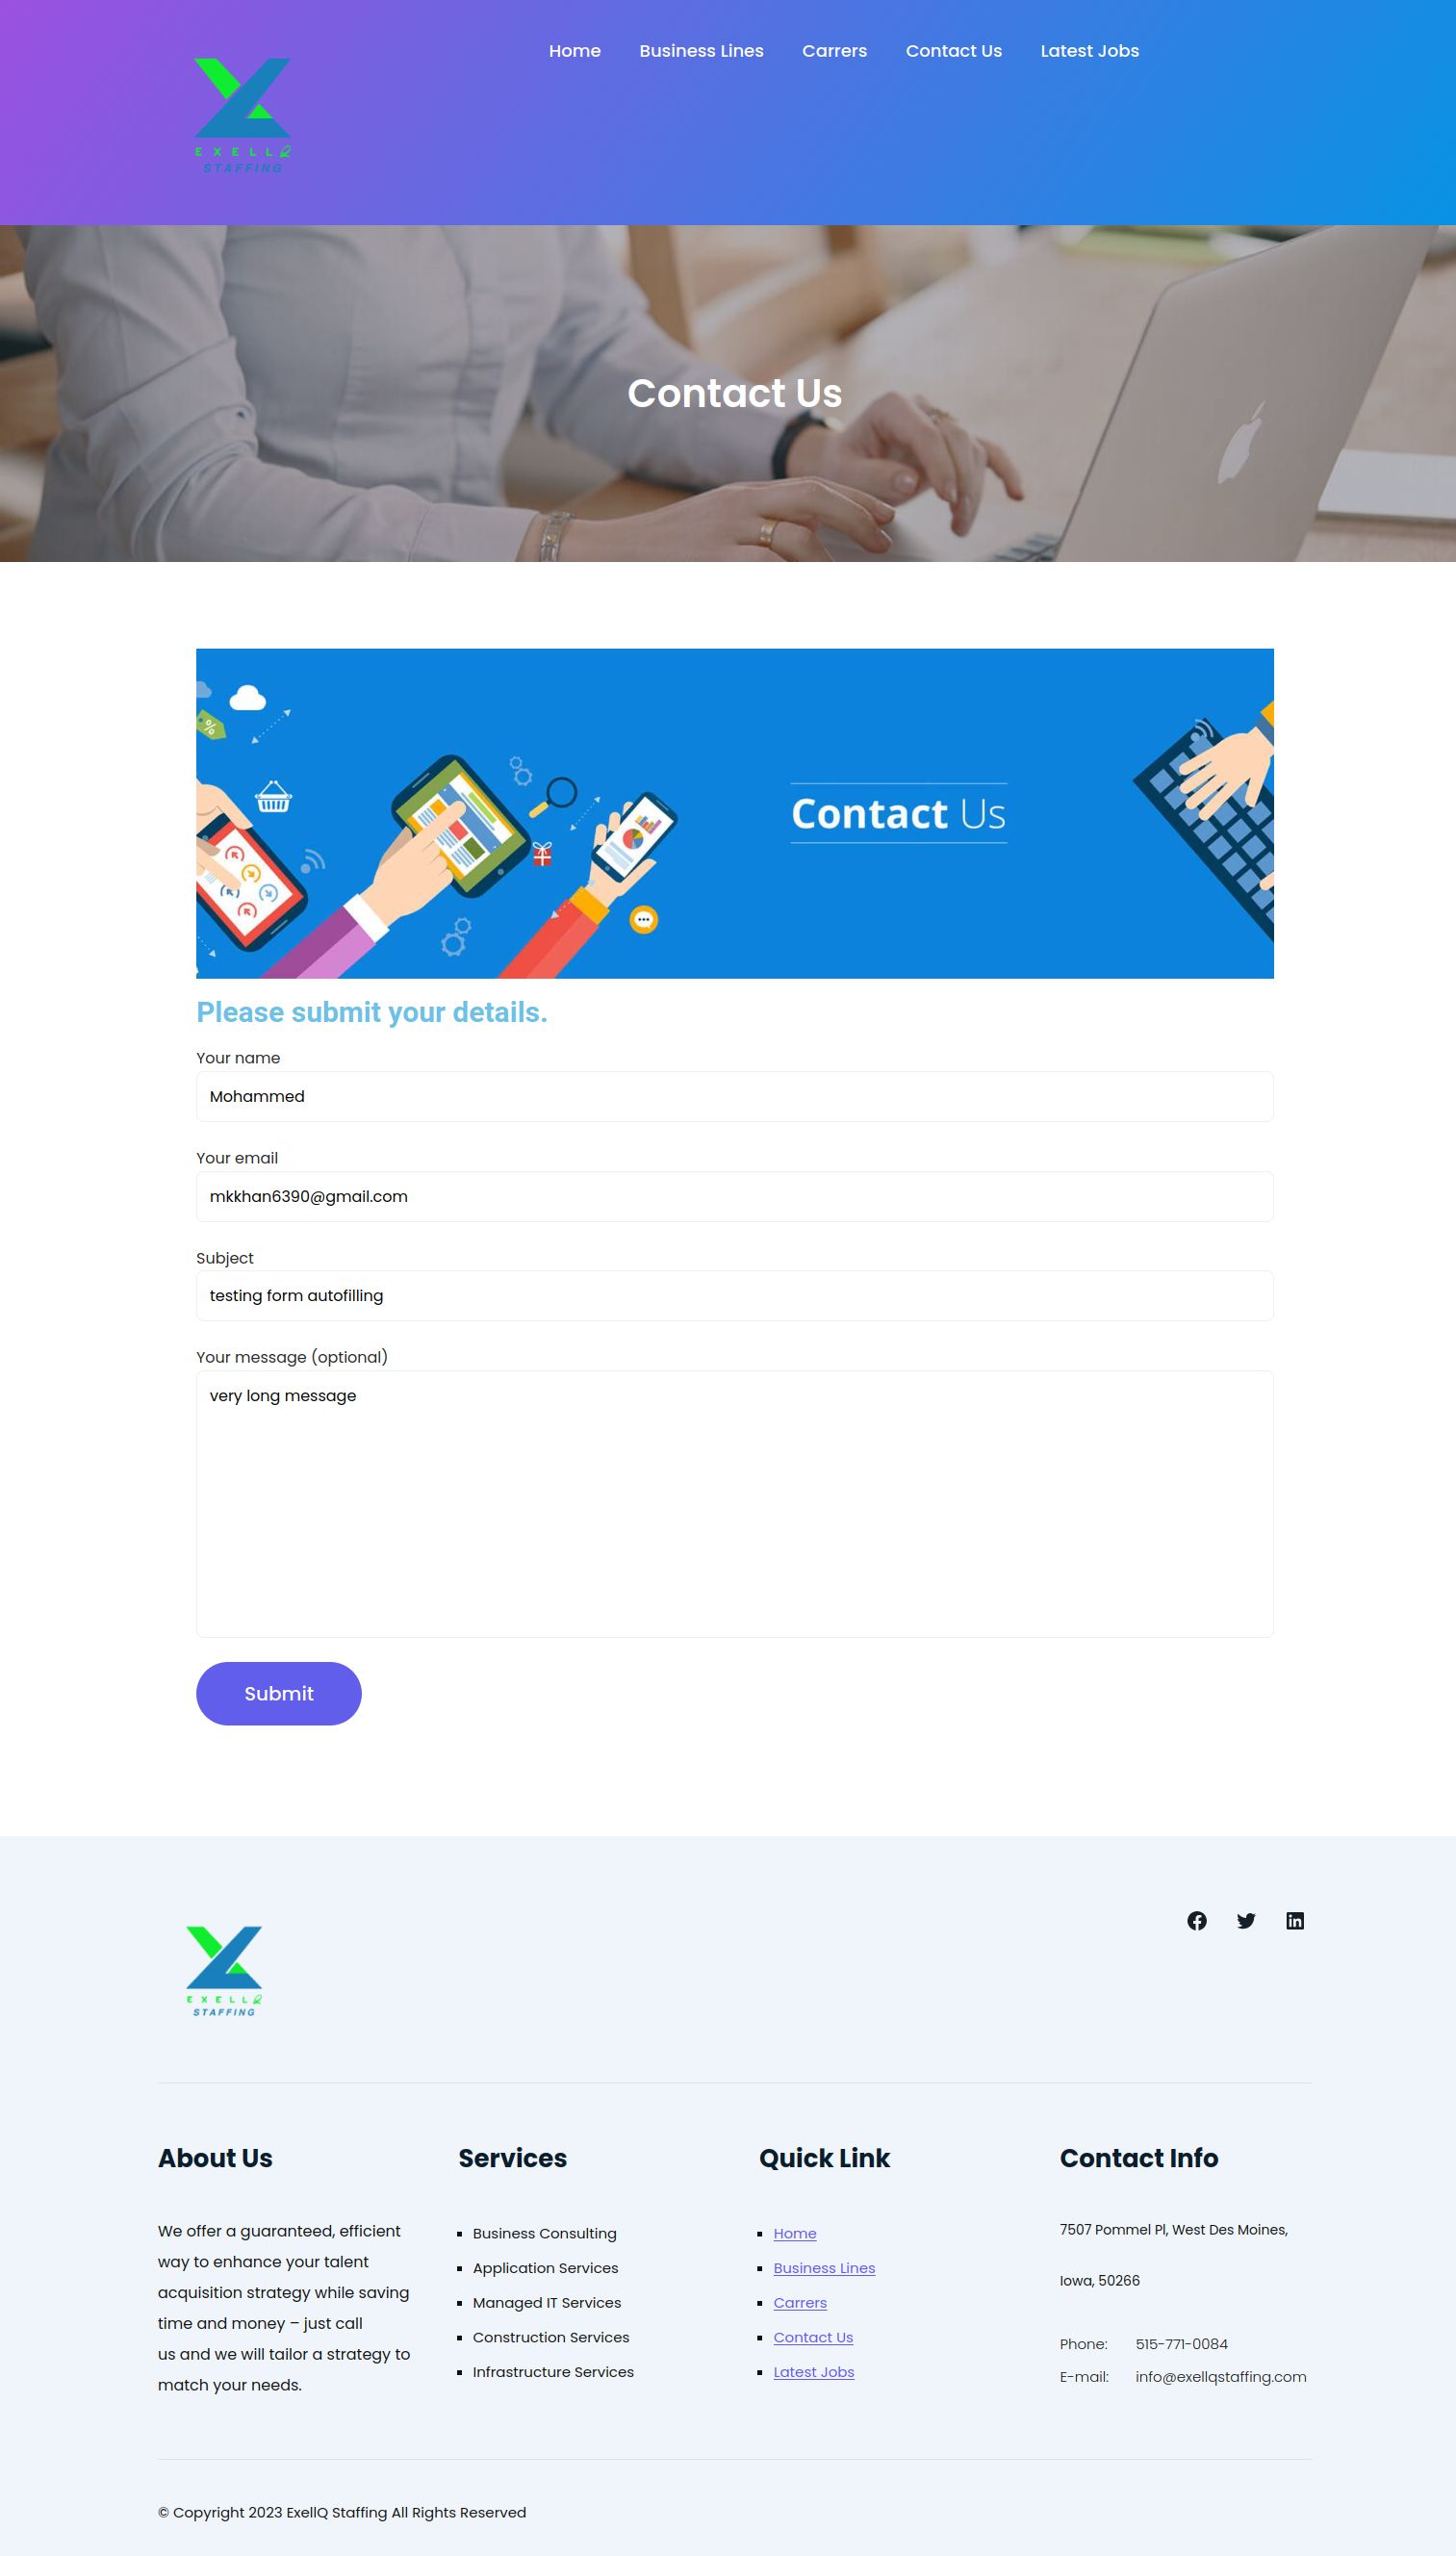 Home Business Lines Carrers Contact Us Latest Jobs
EXELLQ
STAFFING
Contact Us
%
Contact Us
Please submit your details.
Your name
Mohammed
Your email
mkkhan6390@gmail.com
Subject
testing form autofilling
Your message (optional)
very long message
Submit
EXELLQ
STAFFING
About Us
We offer a guaranteed, efficient
way to enhance your talent
acquisition strategy while saving
time and money – just call
us and we will tailor a strategy to
match your needs.
Services
Business Consulting
Application Services
Managed IT Services
Construction Services
Infrastructure Services
Quick Link
Home
Business Lines
Carrers
Contact Us
Latest Jobs
Contact Info
7507 Pommel Pl, West Des Moines,
Iowa, 50266
Phone: 515-771-0084
E-mail: info@exellqstaffing.com
© Copyright 2023 ExellQ Staffing All Rights Reserved